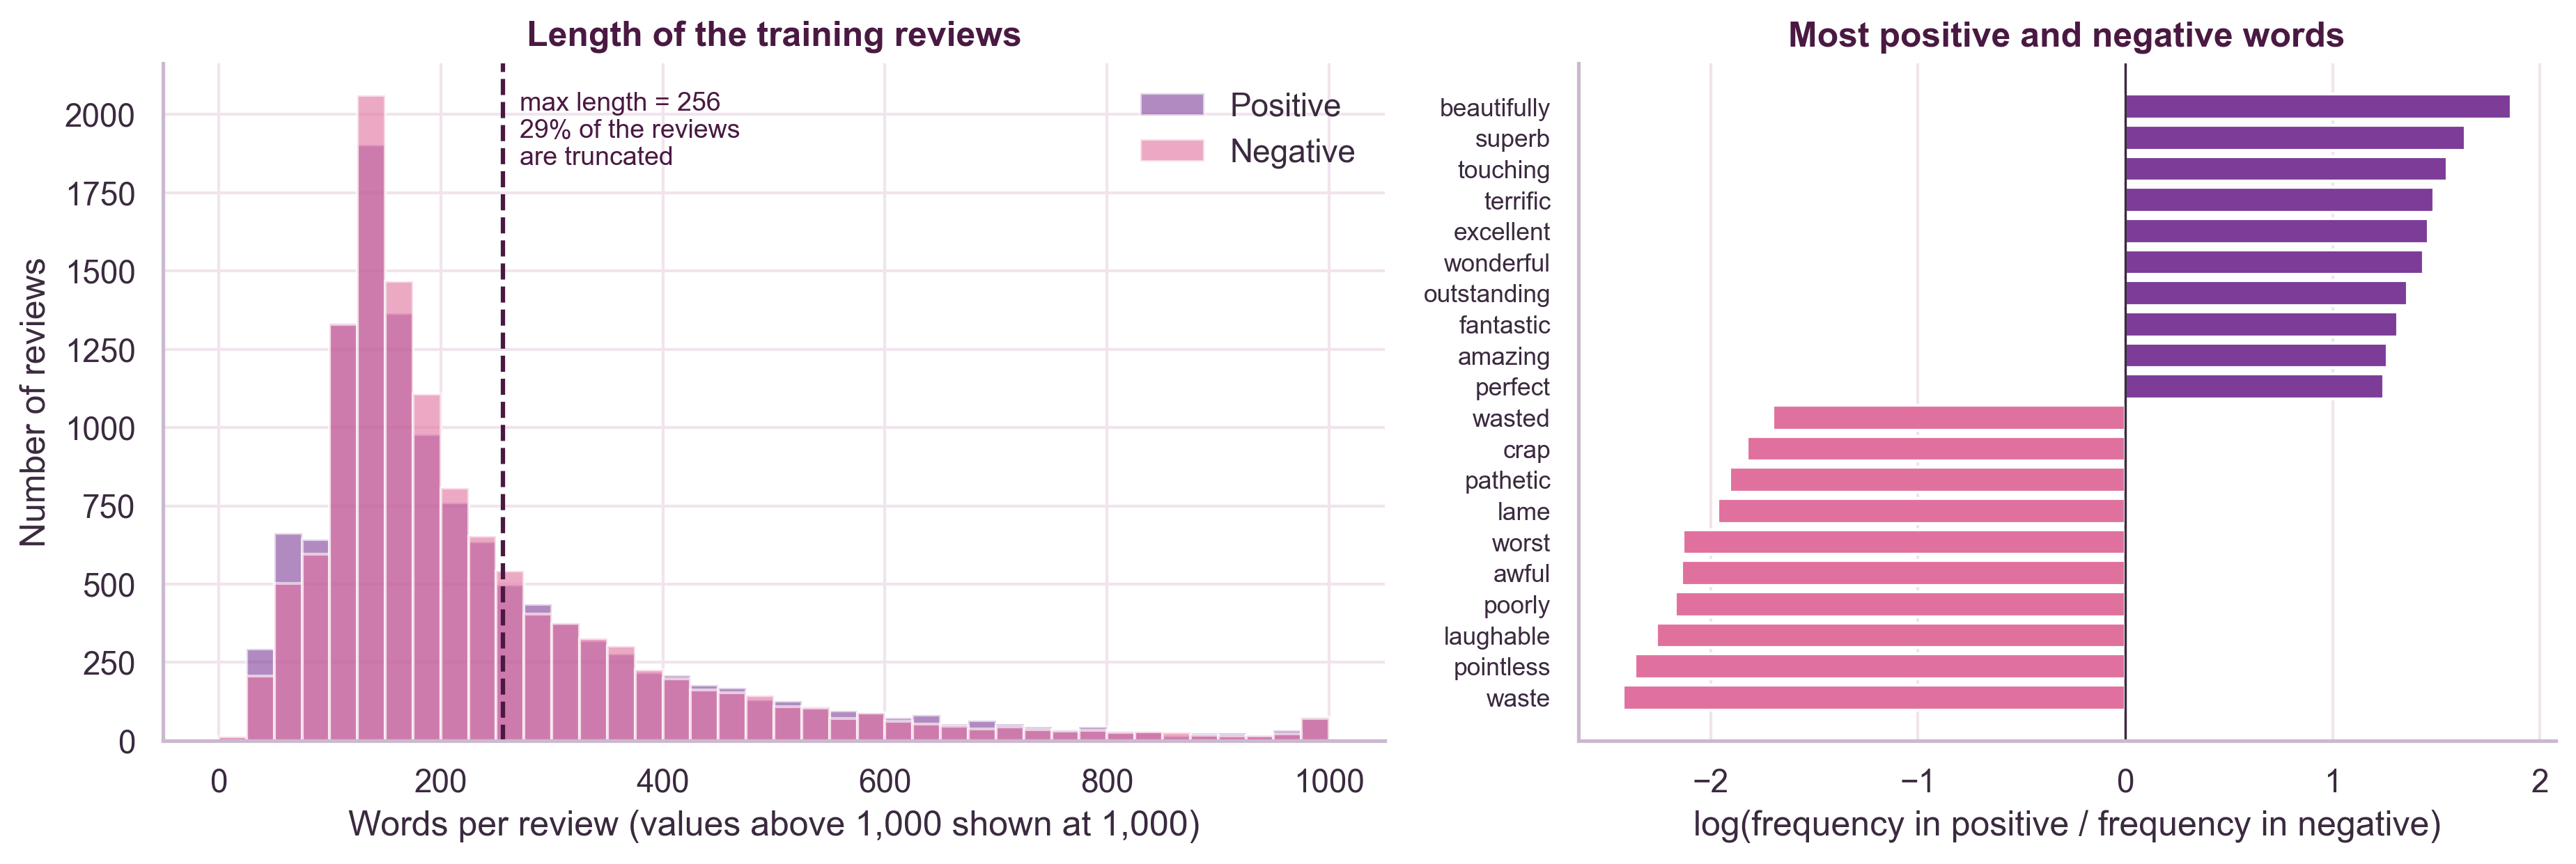 Length of the training reviews
Number of reviews
2000
1750
1500
1250
1000
750
500
250
0
max length = 256
29% of the reviews
are truncated
Positive
Negative
0
200
400
600
800
1000
Words per review (values above 1,000 shown at 1,000)
Most positive and negative words
beautifully
superb
touching
terrific
excellent
wonderful
outstanding
fantastic
amazing
perfect
wasted
crap
pathetic
lame
worst
awful
poorly
laughable
pointless
waste
−2
−1
0
1
2
log(frequency in positive / frequency in negative)